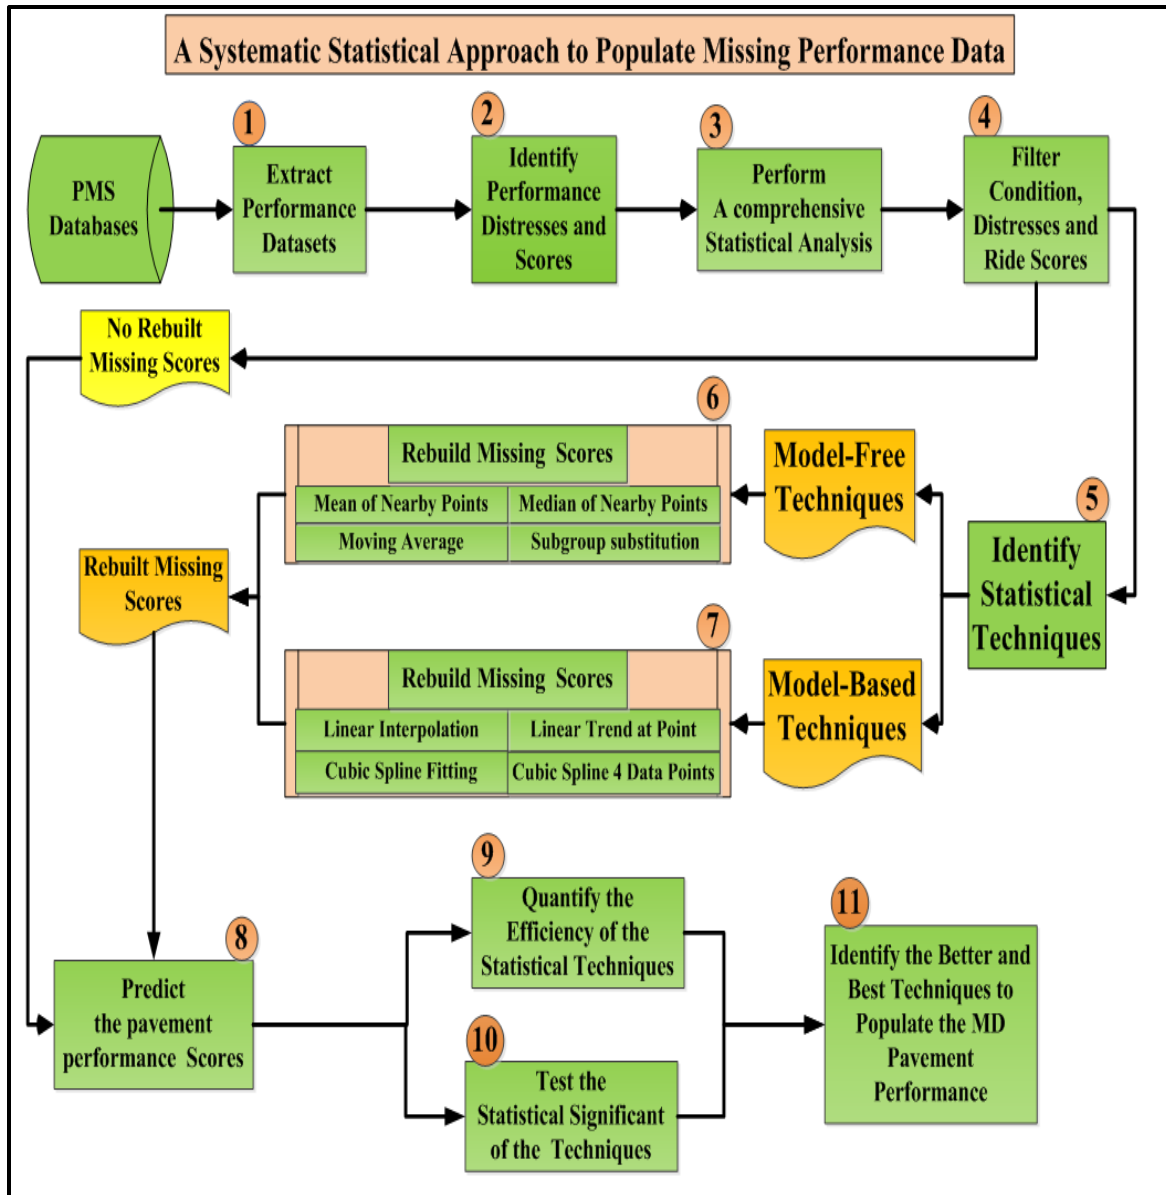 A Systematic Statistical Approach to Populate Missing Performance Data
PMS
Databases
1
Extract
Performance
Datasets
2
Identify
Performance
Distresses and
Scores
3
Perform
A comprehensive
Statistical Analysis
4
Filter
Condition,
Distresses and
Ride Scores
No Rebuilt
Missing Scores
5
Identify
Statistical
Techniques
Model-Free
Techniques
6
Rebuild Missing Scores
Mean of Nearby Points
Median of Nearby Points
Moving Average
Subgroup substitution
Model-Based
Techniques
7
Rebuild Missing Scores
Linear Interpolation
Linear Trend at Point
Cubic Spline Fitting
Cubic Spline 4 Data Points
Rebuilt Missing
Scores
8
Predict
the pavement
performance Scores
9
Quantify the
Efficiency of the
Statistical Techniques
10
Test the
Statistical Significant
of the Techniques
11
Identify the Better and
Best Techniques to
Populate the MD
Pavement
Performance